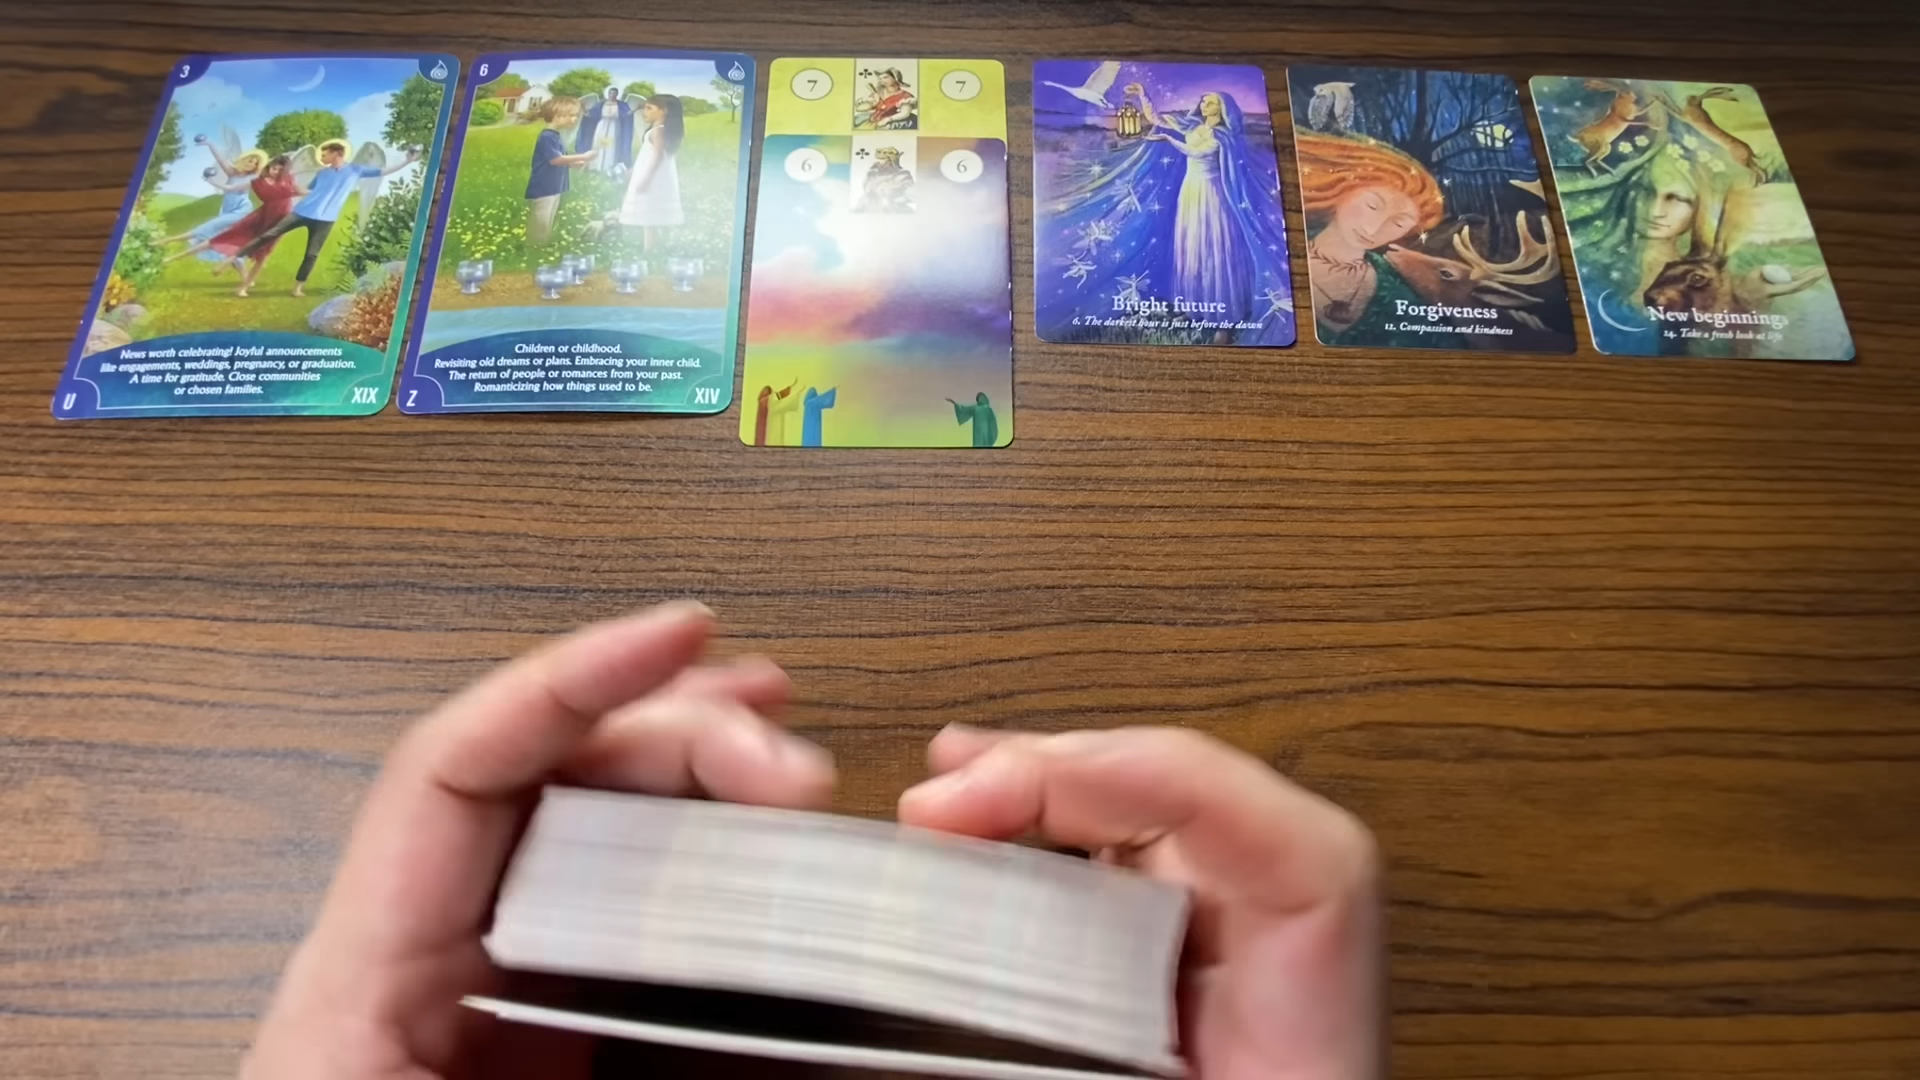 3
News worth celebrating! Joyful announcements
like engagements, weddings, pregnancy, or graduation.
A time for gratitude. Close communities
or chosen families.
U
XIX
6
Children or childhood.
Revisiting old dreams or plans. Embracing your inner child.
The return of people or romances from your past.
Romanticizing how things used to be.
Z
XIV
7
7
6
6
Bright future
6. The darkest hour is just before the dawn
Forgiveness
12. Compassion and kindness
New beginnings
14. Take a fresh look at life